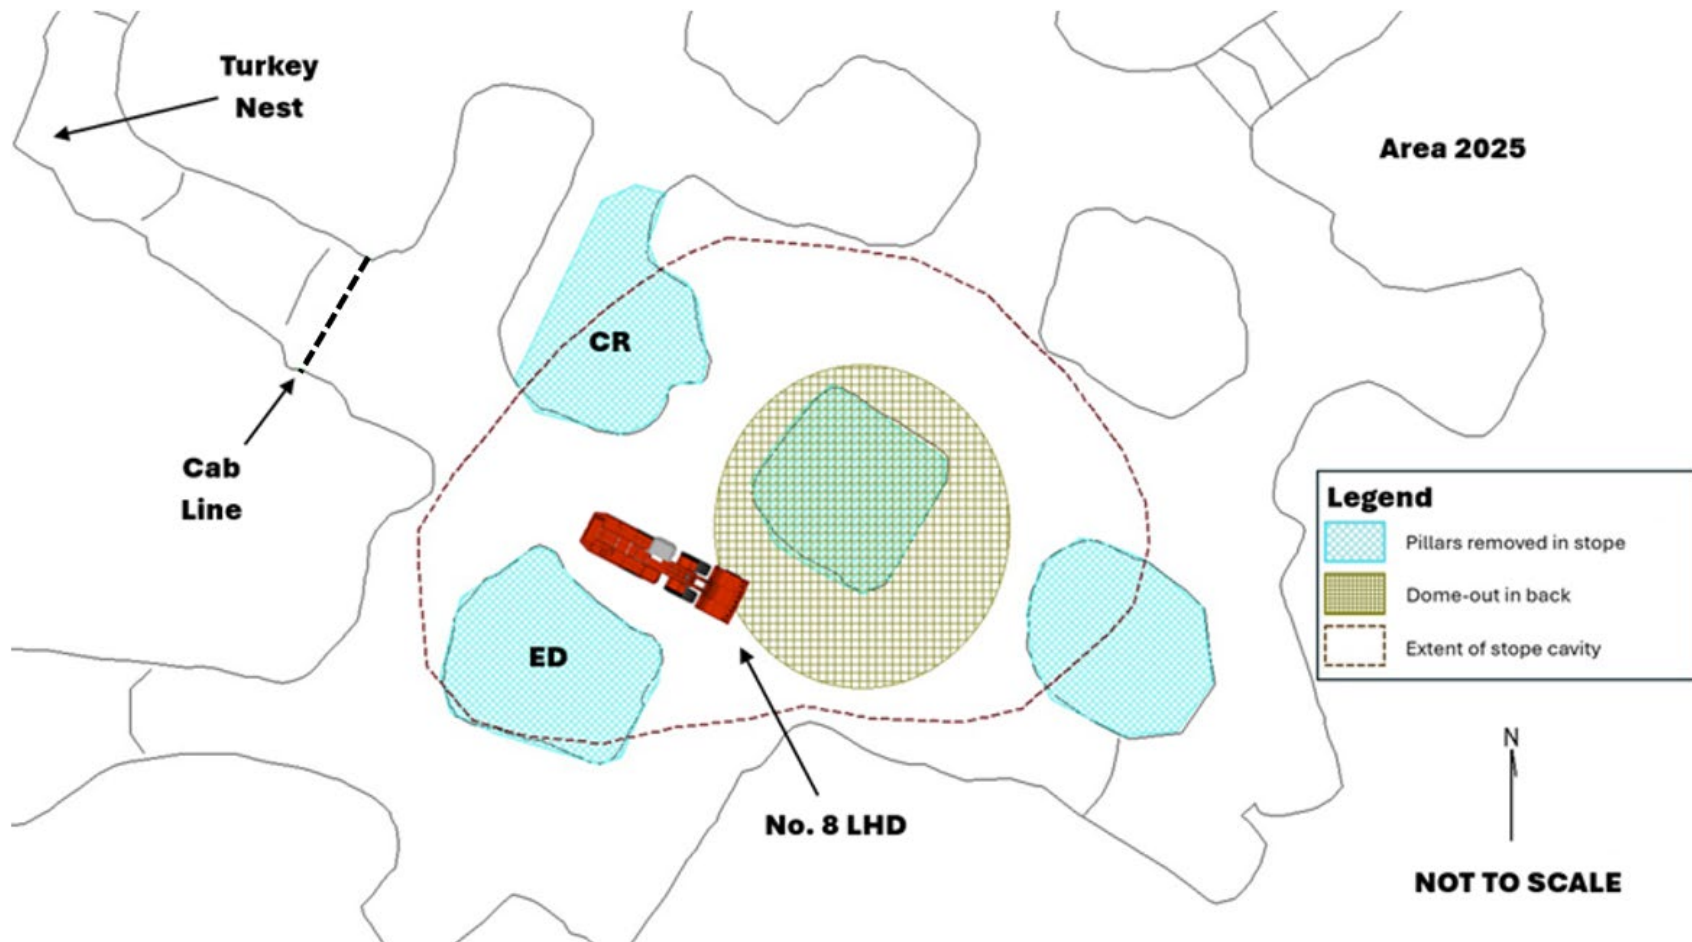 Turkey
Nest
Area 2025
CR
Cab
Line
Legend
Pillars removed in stope
Dome-out in back
Extent of stope cavity
ED
N
No. 8 LHD
NOT TO SCALE